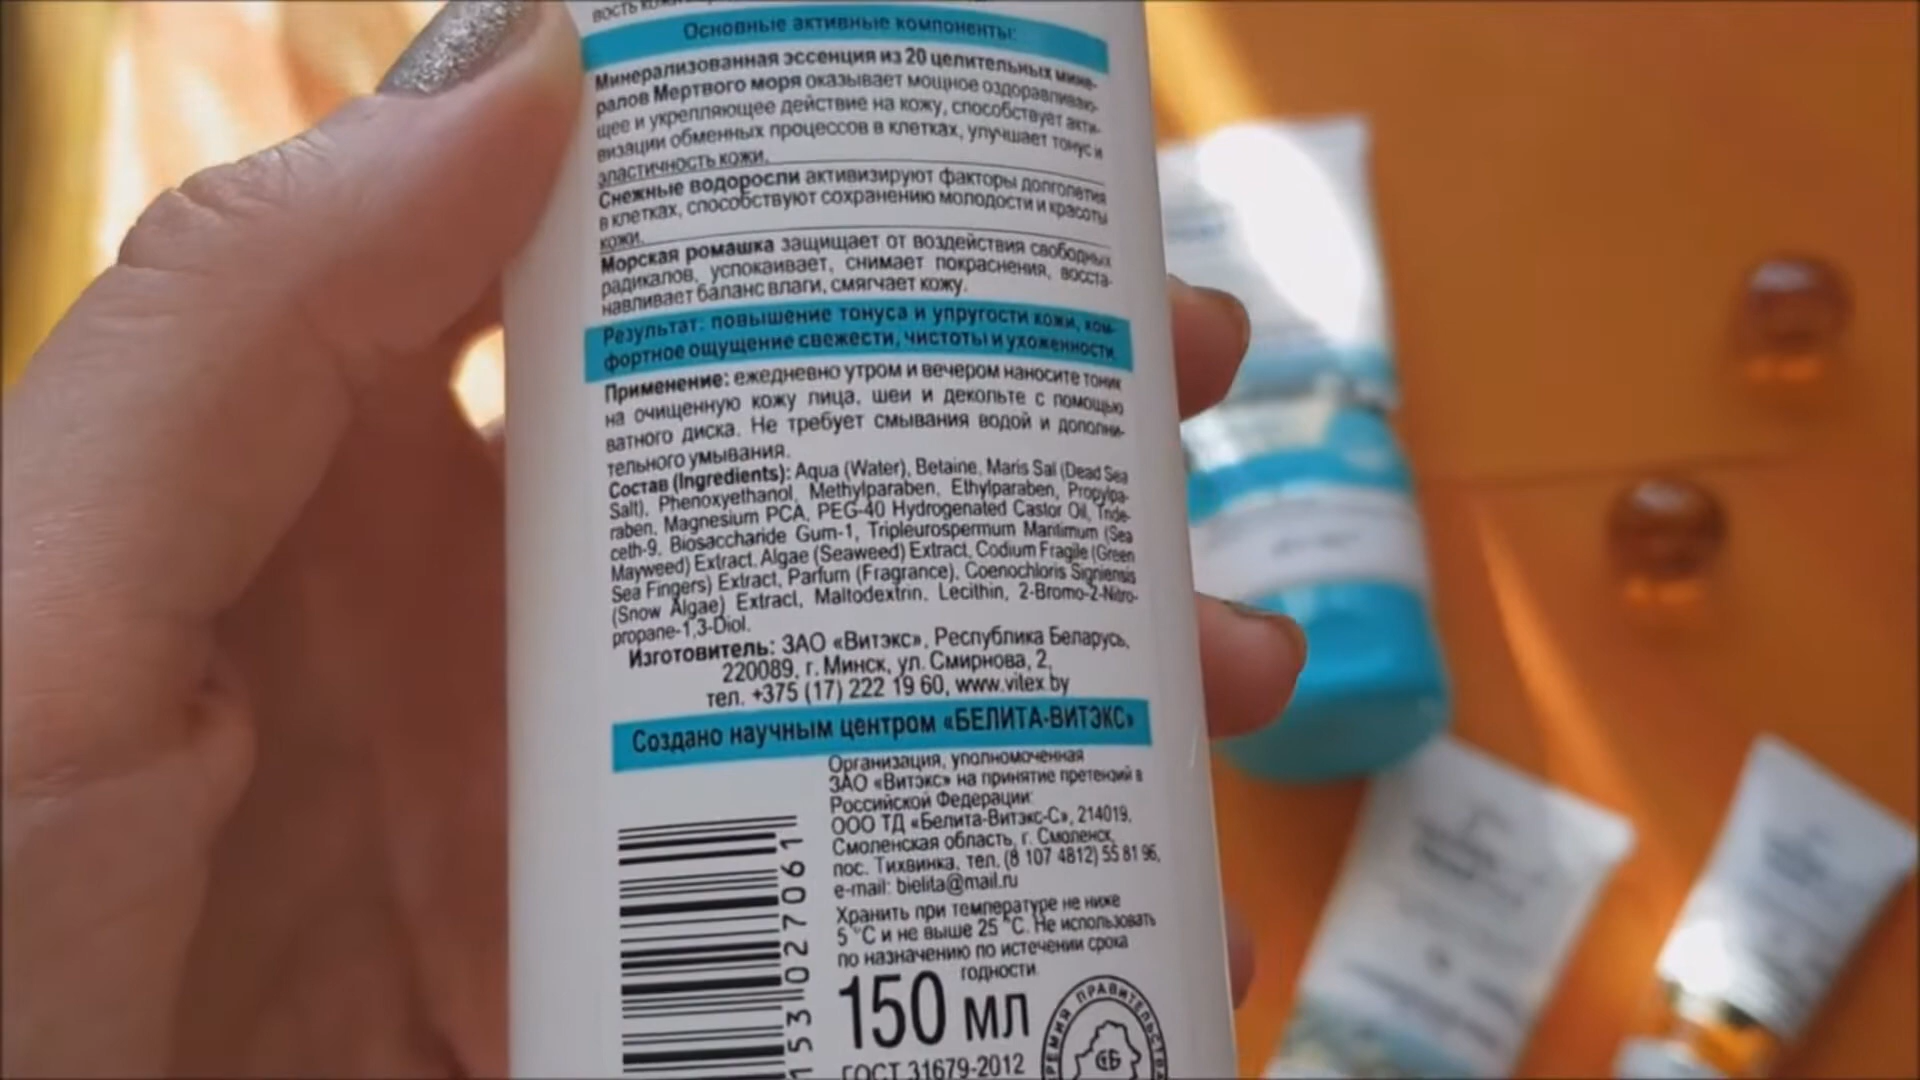 Основные активные компоненты:
Минерализованная эссенция из 20 целительных мине-
ралов Мертвого моря оказывает мощное оздоравливаю-
щее и укрепляющее действие на кожу, способствует акти-
визации обменных процессов в клетках, улучшает тонус и
эластичность кожи.
Снежные водоросли активизируют факторы долголетия
в клетках, способствуют сохранению молодости и красоты
кожи.
Морская ромашка защищает от воздействия свободных
радикалов, успокаивает, снимает покраснения, восста-
навливает баланс влаги, смягчает кожу.
Результат: повышение тонуса и упругости кожи, ком-
фортное ощущение свежести, чистоты и ухоженности.
Применение: ежедневно утром и вечером наносите тоник
на очищенную кожу лица, шеи и декольте с помощью
ватного диска. Не требует смывания водой и дополни-
тельного умывания.
Состав (Ingredients): Aqua (Water), Betaine, Maris Sal (Dead Sea
Salt), Phenoxyethanol, Methylparaben, Ethylparaben, Propylpa-
raben, Magnesium PCA, PEG-40 Hydrogenated Castor Oil, Tride-
ceth-9, Biosaccharide Gum-1, Tripleurospermum Maritimum (Sea
Mayweed) Extract, Algae (Seaweed) Extract, Codium Fragile (Green
Sea Fingers) Extract, Parfum (Fragrance), Coenochloris Signiensis
(Snow Algae) Extract, Maltodextrin, Lecithin, 2-Bromo-2-Nitro-
propane-1,3-Diol.
Изготовитель: ЗАО «Витэкс», Республика Беларусь,
220089, г. Минск, ул. Смирнова, 2,
тел. +375 (17) 222 19 60, www.vitex.by
Создано научным центром «БЕЛИТА-ВИТЭКС»
Организация, уполномоченная
ЗАО «Витэкс» на принятие претензий в
Российской Федерации:
ООО ТД «Белита-Витэкс-С», 214019,
Смоленская область, г. Смоленск,
пос. Тихвинка, тел. (8 107 4812) 55 81 96,
e-mail: bielita@mail.ru
Хранить при температуре не ниже
5 °C и не выше 25 °C. Не использовать
по назначению по истечении срока
годности.
153 027061
150 мл
ГОСТ 31679-2012
ПРЕМИЯ ПРАВИТЕЛЬСТВА
СБ